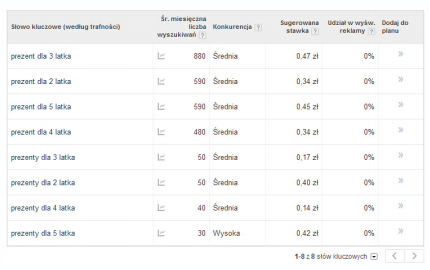 Słowo kluczowe (według trafności) Śr. miesięczna liczba wyszukiwań ? Konkurencja ? Sugerowana stawka ? Udział w wyśw. reklamy ? Dodaj do planu
prezent dla 3 latka 880 Średnia 0,47 zł 0% »
prezent dla 2 latka 590 Średnia 0,34 zł 0% »
prezent dla 5 latka 590 Średnia 0,45 zł 0% »
prezent dla 4 latka 480 Średnia 0,34 zł 0% »
prezenty dla 3 latka 50 Średnia 0,17 zł 0% »
prezenty dla 2 latka 50 Średnia 0,40 zł 0% »
prezenty dla 4 latka 40 Średnia 0,14 zł 0% »
prezenty dla 5 latka 30 Wysoka 0,42 zł 0% »
1-8 z 8 słów kluczowych